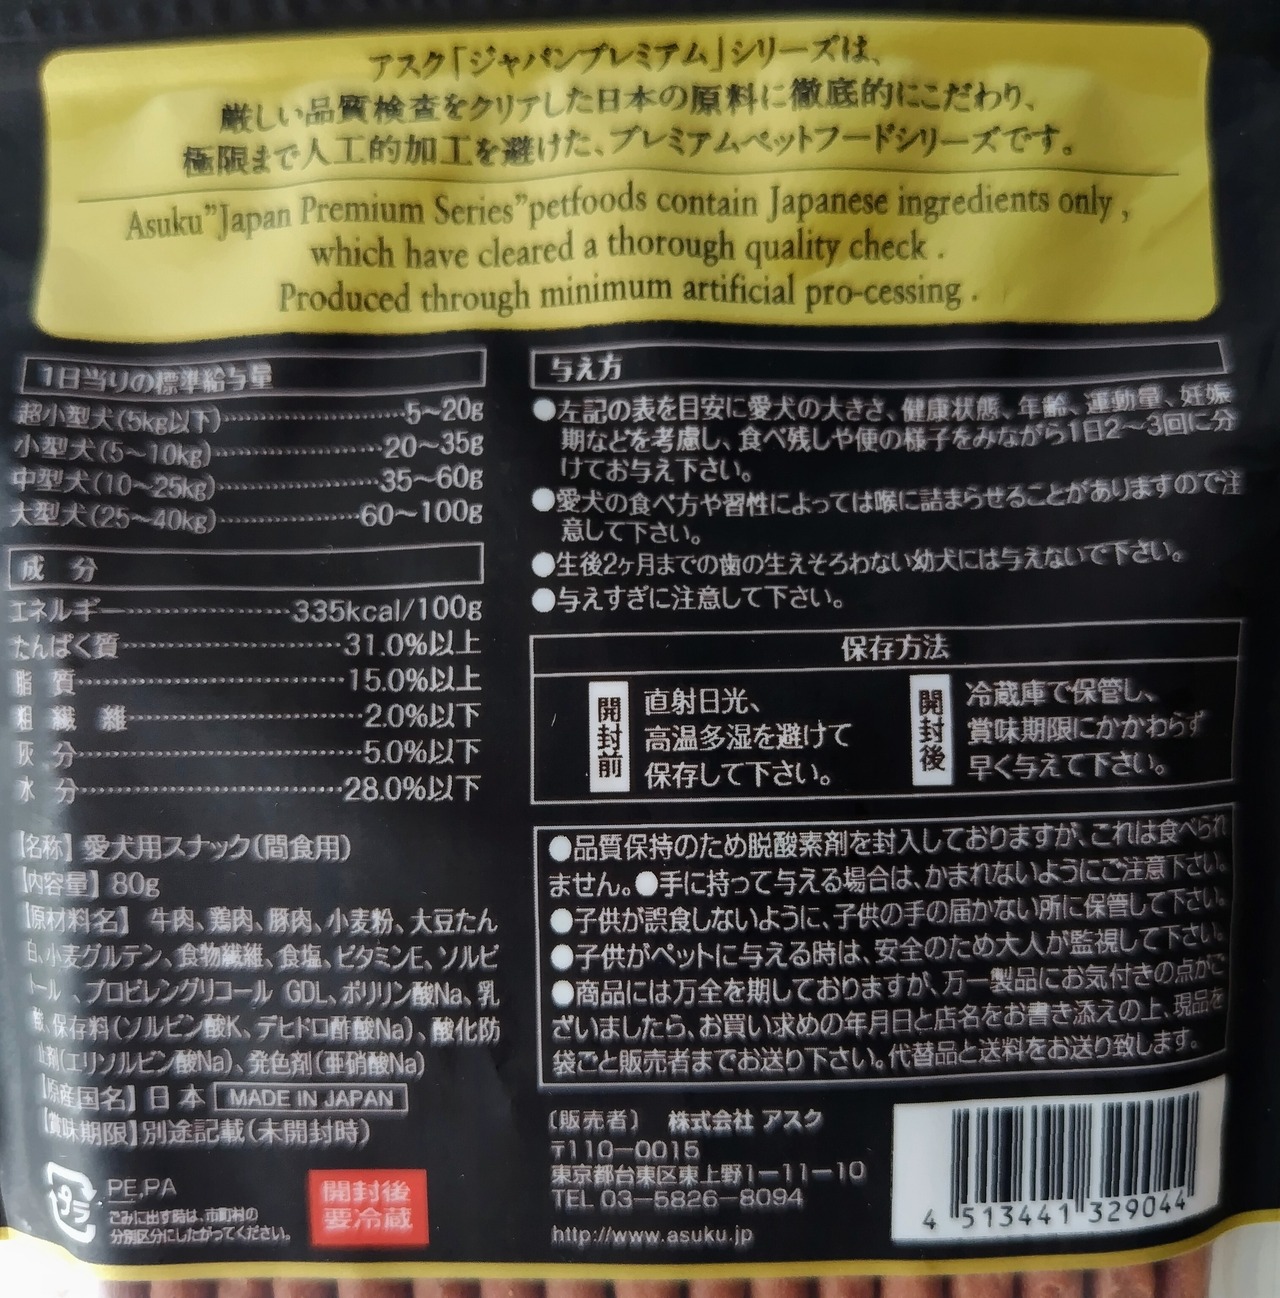 アスク「ジャパンプレミアム」シリーズは、
厳しい品質検査をクリアした日本の原料に徹底的にこだわり、
極限まで人工的加工を避けた、プレミアムペットフードシリーズです。
Asuku"Japan Premium Series"petfoods contain Japanese ingredients only ,
which have cleared a thorough quality check .
Produced through minimum artificial pro-cessing .
1日当りの標準給与量
超小型犬(5kg以下)…………………5~20g
小型犬(5~10kg)…………………20~35g
中型犬(10~25kg)…………………35~60g
大型犬(25~40kg)…………………60~100g
成 分
エネルギー…………………335kcal/100g
たんぱく質…………………31.0%以上
脂 質…………………15.0%以上
粗 繊 維…………………2.0%以下
灰 分…………………5.0%以下
水 分…………………28.0%以下
【名称】愛犬用スナック(間食用)
【内容量】80g
【原材料名】 牛肉、鶏肉、豚肉、小麦粉、大豆たん
白、小麦グルテン、食物繊維、食塩、ビタミンE、ソルビ
トール、プロピレングリコール GDL、ポリリン酸Na、乳
酸、保存料(ソルビン酸K、デヒドロ酢酸Na)、酸化防
止剤(エリソルビン酸Na)、発色剤(亜硝酸Na)
【原産国名】日本 MADE IN JAPAN
【賞味期限】別途記載(未開封時)
プラ
PE,PA
ごみに出す時は、市町村の
分別区分にしたがってください。
開封後
要冷蔵
与え方
●左記の表を目安に愛犬の大きさ、健康状態、年齢、運動量、妊娠
期などを考慮し、食べ残しや便の様子をみながら1日2~3回に分
けてお与え下さい。
●愛犬の食べ方や習性によっては喉に詰まらせることがありますので注
意して下さい。
●生後2ヶ月までの歯の生えそろわない幼犬には与えないで下さい。
●与えすぎに注意して下さい。
保存方法
開封前
直射日光、
高温多湿を避けて
保存して下さい。
開封後
冷蔵庫で保管し、
賞味期限にかかわらず
早く与えて下さい。
●品質保持のため脱酸素剤を封入しておりますが、これは食べられ
ません。●手に持って与える場合は、かまれないようにご注意下さい。
●子供が誤食しないように、子供の手の届かない所に保管して下さい。
●子供がペットに与える時は、安全のため大人が監視して下さい。
●商品には万全を期しておりますが、万一製品にお気付きの点がご
ざいましたら、お買い求めの年月日と店名をお書き添えの上、現品を
袋ごと販売者までお送り下さい。代替品と送料をお送り致します。
〔販売者〕 株式会社 アスク
〒110-0015
東京都台東区東上野1-11-10
TEL 03-5826-8094
http://www.asuku.jp
4 513441 329044